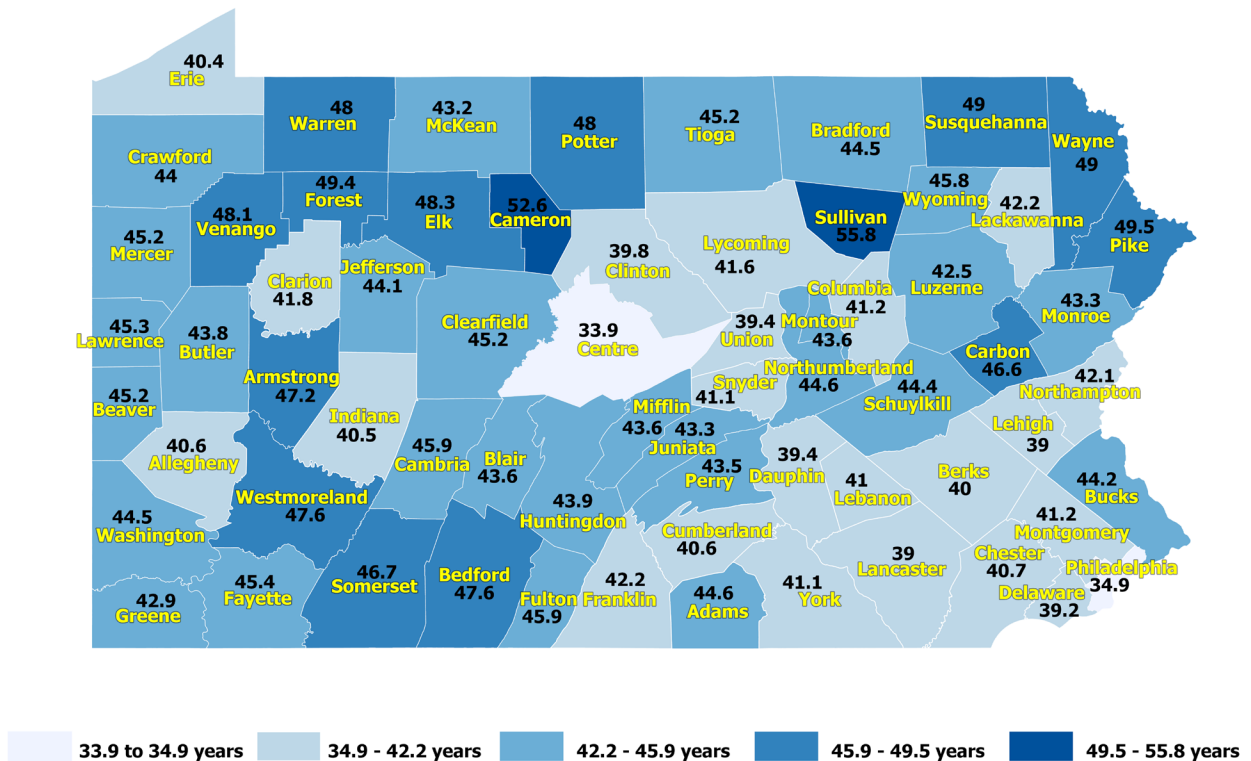 40.4
Erie
48
Warren
43.2
McKean
48
Potter
45.2
Tioga
Bradford
44.5
49
Susquehanna
Wayne
49
Crawford
44
48.1
Venango
49.4
Forest
48.3
Elk
52.6
Cameron
Sullivan
55.8
45.8
Wyoming
42.2
Lackawanna
49.5
Pike
45.2
Mercer
Clarion
41.8
Jefferson
44.1
39.8
Clinton
Lycoming
41.6
Columbia
41.2
42.5
Luzerne
43.3
Monroe
45.3
Lawrence
43.8
Butler
Clearfield
45.2
33.9
Centre
39.4
Union
Montour
43.6
Carbon
46.6
45.2
Beaver
Armstrong
47.2
Indiana
40.5
Mifflin
43.6
Snyder
41.1
Northumberland
44.6
44.4
Schuylkill
42.1
Northampton
Lehigh
39
40.6
Allegheny
45.9
Cambria
Blair
43.6
43.3
Juniata
43.5
Perry
39.4
Dauphin
41
Lebanon
Berks
40
44.2
Bucks
44.5
Washington
Westmoreland
47.6
43.9
Huntingdon
Cumberland
40.6
41.2
Montgomery
42.9
Greene
45.4
Fayette
46.7
Somerset
Bedford
47.6
Fulton
45.9
42.2
Franklin
44.6
Adams
41.1
York
39
Lancaster
Chester
40.7
Delaware
39.2
Philadelphia
34.9
33.9 to 34.9 years
34.9 - 42.2 years
42.2 - 45.9 years
45.9 - 49.5 years
49.5 - 55.8 years